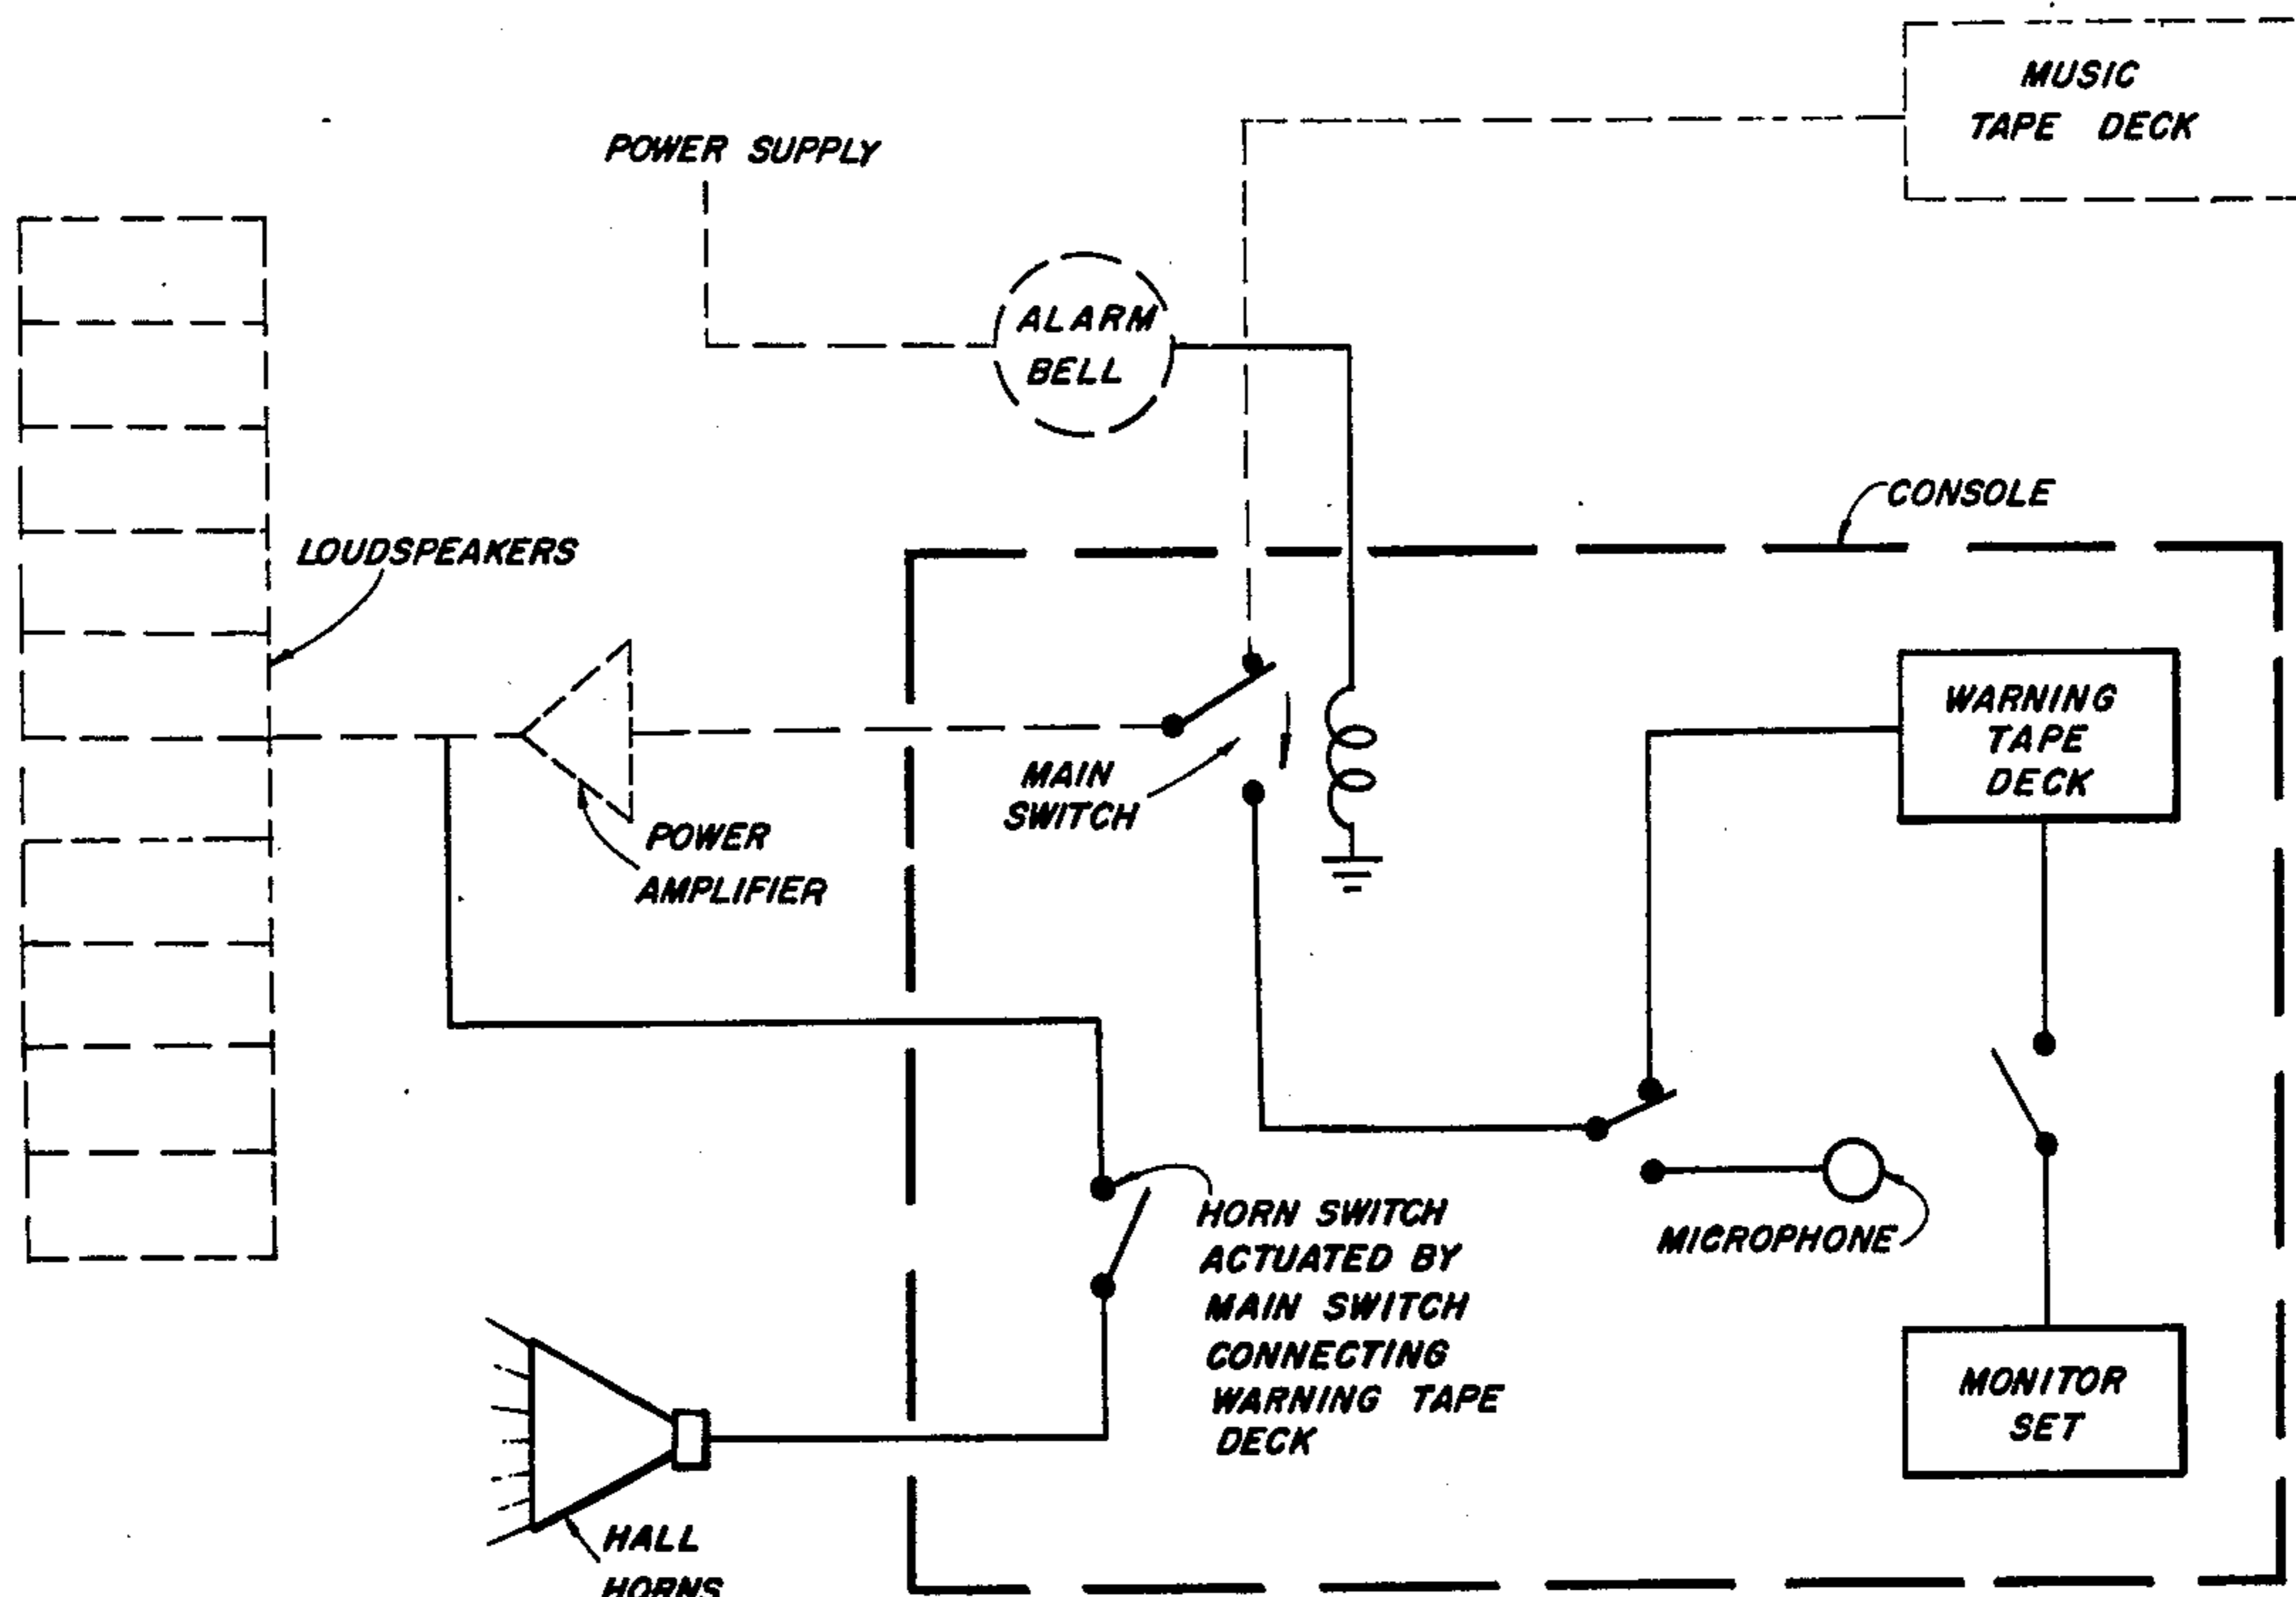 MUSIC
TAPE DECK
POWER SUPPLY
ALARM
BELL
CONSOLE
LOUDSPEAKERS
WARNING
TAPE
DECK
MAIN
SWITCH
POWER
AMPLIFIER
HORN SWITCH
ACTUATED BY
MAIN SWITCH
CONNECTING
WARNING TAPE
DECK
MICROPHONE
MONITOR
SET
HALL
HORNS